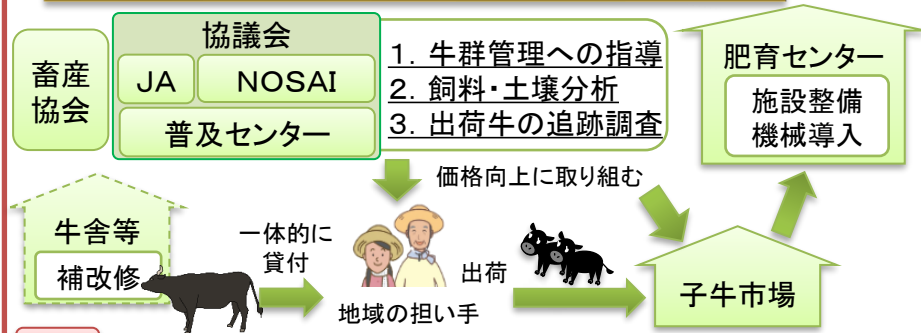 畜産
協会
協議会
JA
NOSAI
普及センター
1. 牛群管理への指導
2. 飼料・土壌分析
3. 出荷牛の追跡調査
肥育センター
施設整備
機械導入
価格向上に取り組む
牛舎等
補改修
一体的に
貸付
地域の担い手
出荷
子牛市場